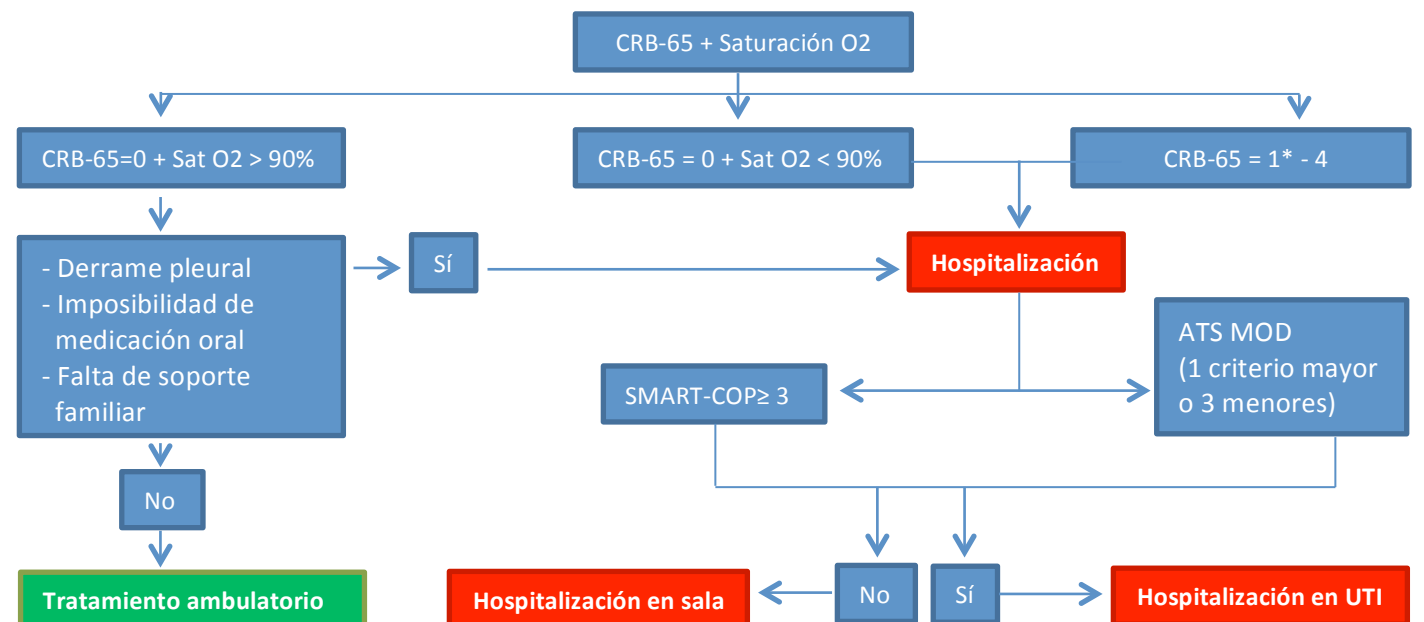 CRB-65 + Saturación O2
CRB-65=0 + Sat O2 > 90%
CRB-65 = 0 + Sat O2 < 90%
CRB-65 = 1* - 4
- Derrame pleural
- Imposibilidad de
medicación oral
- Falta de soporte
familiar
Sí
Hospitalización
SMART-COP≥ 3
ATS MOD
(1 criterio mayor
o 3 menores)
No
No
Sí
Tratamiento ambulatorio
Hospitalización en sala
Hospitalización en UTI